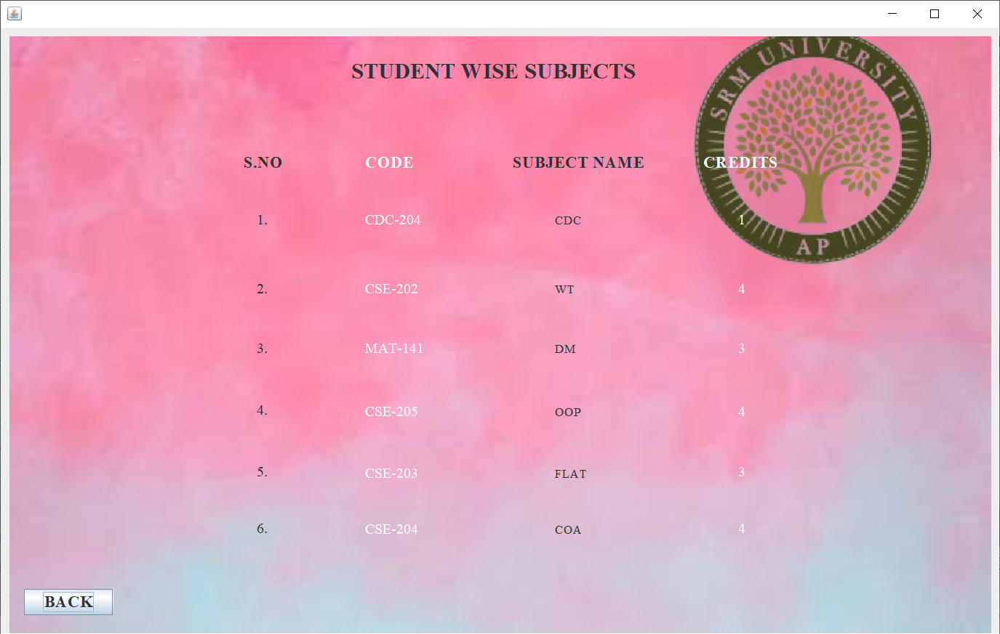 SRM UNIVERSITY
STUDENT WISE SUBJECTS
S.NO CODE SUBJECT NAME CREDITS
1. CDC-204 CDC 1
AP
2. CSE-202 WT 4
3. MAT-141 DM 3
4. CSE-205 OOP 4
5. CSE-203 FLAT 3
6. CSE-204 COA 4
BACK